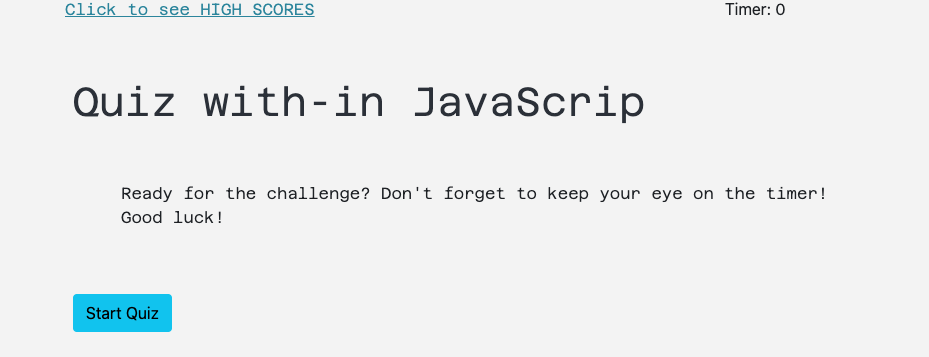 Click to see HIGH SCORES
Timer: 0
Quiz with-in JavaScrip
Ready for the challenge? Don't forget to keep your eye on the timer!
Good luck!
Start Quiz